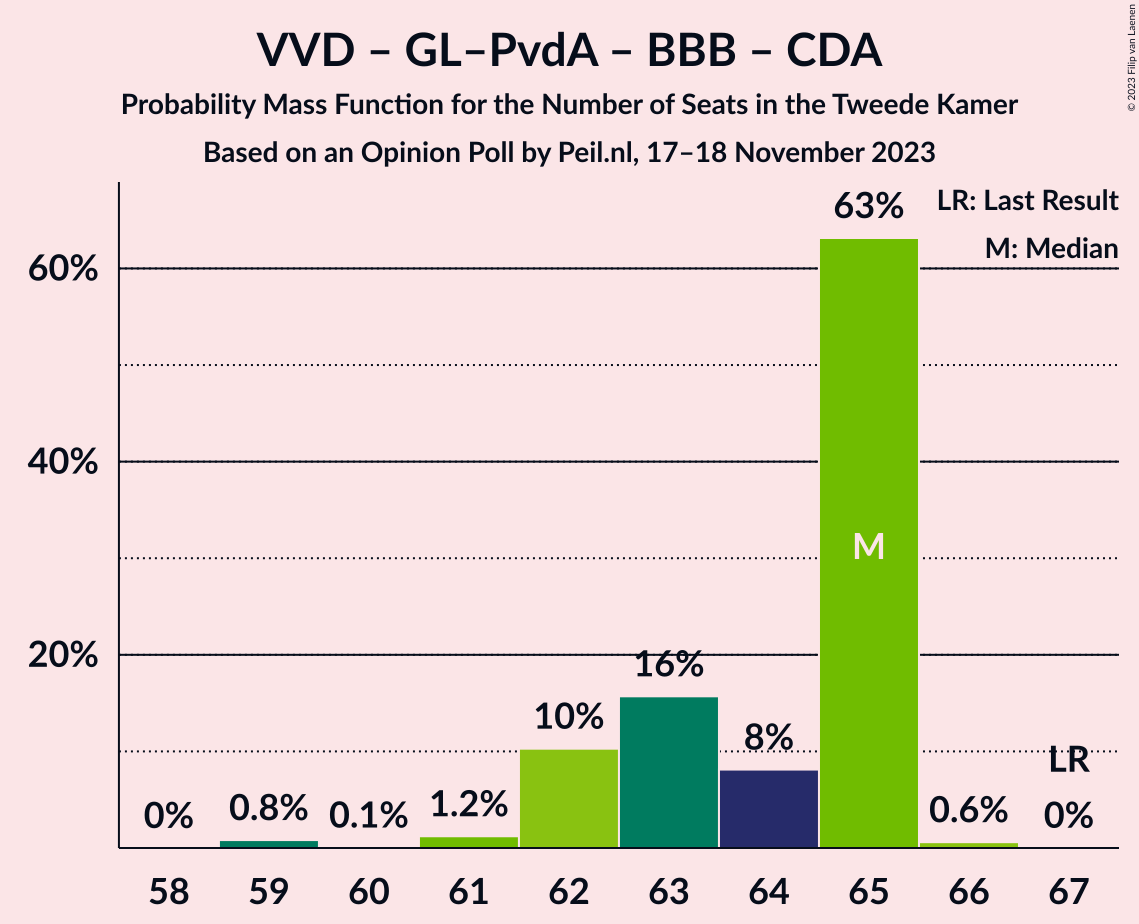 VVD – GL–PvdA – BBB – CDA
Probability Mass Function for the Number of Seats in the Tweede Kamer
Based on an Opinion Poll by Peil.nl, 17–18 November 2023
© 2023 Filip van Laenen
LR: Last Result
M: Median
60%
40%
20%
0%
0.8%
0.1%
1.2%
10%
16%
8%
63%
M
0.6%
LR
0%
58 59 60 61 62 63 64 65 66 67